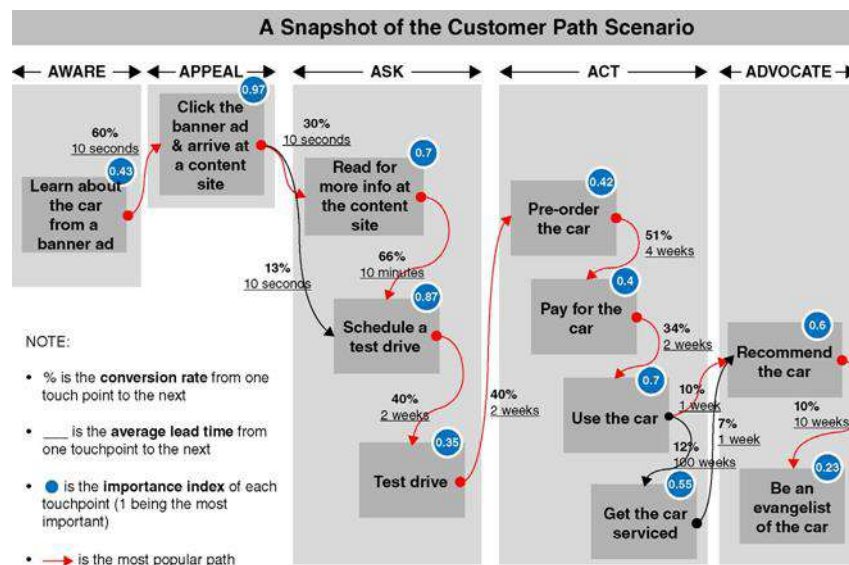 A Snapshot of the Customer Path Scenario
AWARE
APPEAL
ASK
ACT
ADVOCATE
0.97
Click the
banner ad
& arrive at
a content
site
60%
10 seconds
0.43
Learn about
the car
from a
banner ad
30%
10 seconds
0.7
Read for
more info at
the content
site
13%
10 seconds
66%
10 minutes
0.87
Schedule a
test drive
40%
2 weeks
0.35
Test drive
40%
2 weeks
0.42
Pre-order
the car
51%
4 weeks
0.4
Pay for the
car
34%
2 weeks
0.7
Use the car
10%
1 week
12%
100 weeks
0.55
Get the car
serviced
7%
1 week
0.6
Recommend
the car
10%
10 weeks
0.23
Be an
evangelist
of the car
NOTE:
• % is the conversion rate from one
touch point to the next
• ___ is the average lead time from
one touchpoint to the next
• is the importance index of each
touchpoint (1 being the most
important)
• is the most popular path